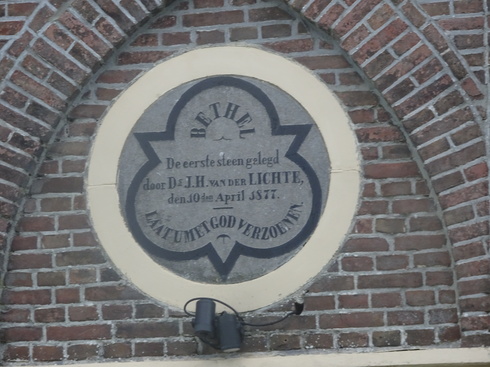 BETHEL
De eerste steen gelegd
door Ds J.H. VAN DER LICHTE,
den 10den April 1877.
LAAT U MET GOD VERZOENEN